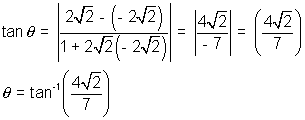 tan θ = |(2√2 - (- 2√2))/(1 + 2√2(- 2√2))| = |4√2/- 7| = (4√2/7)
θ = tan⁻¹(4√2/7)